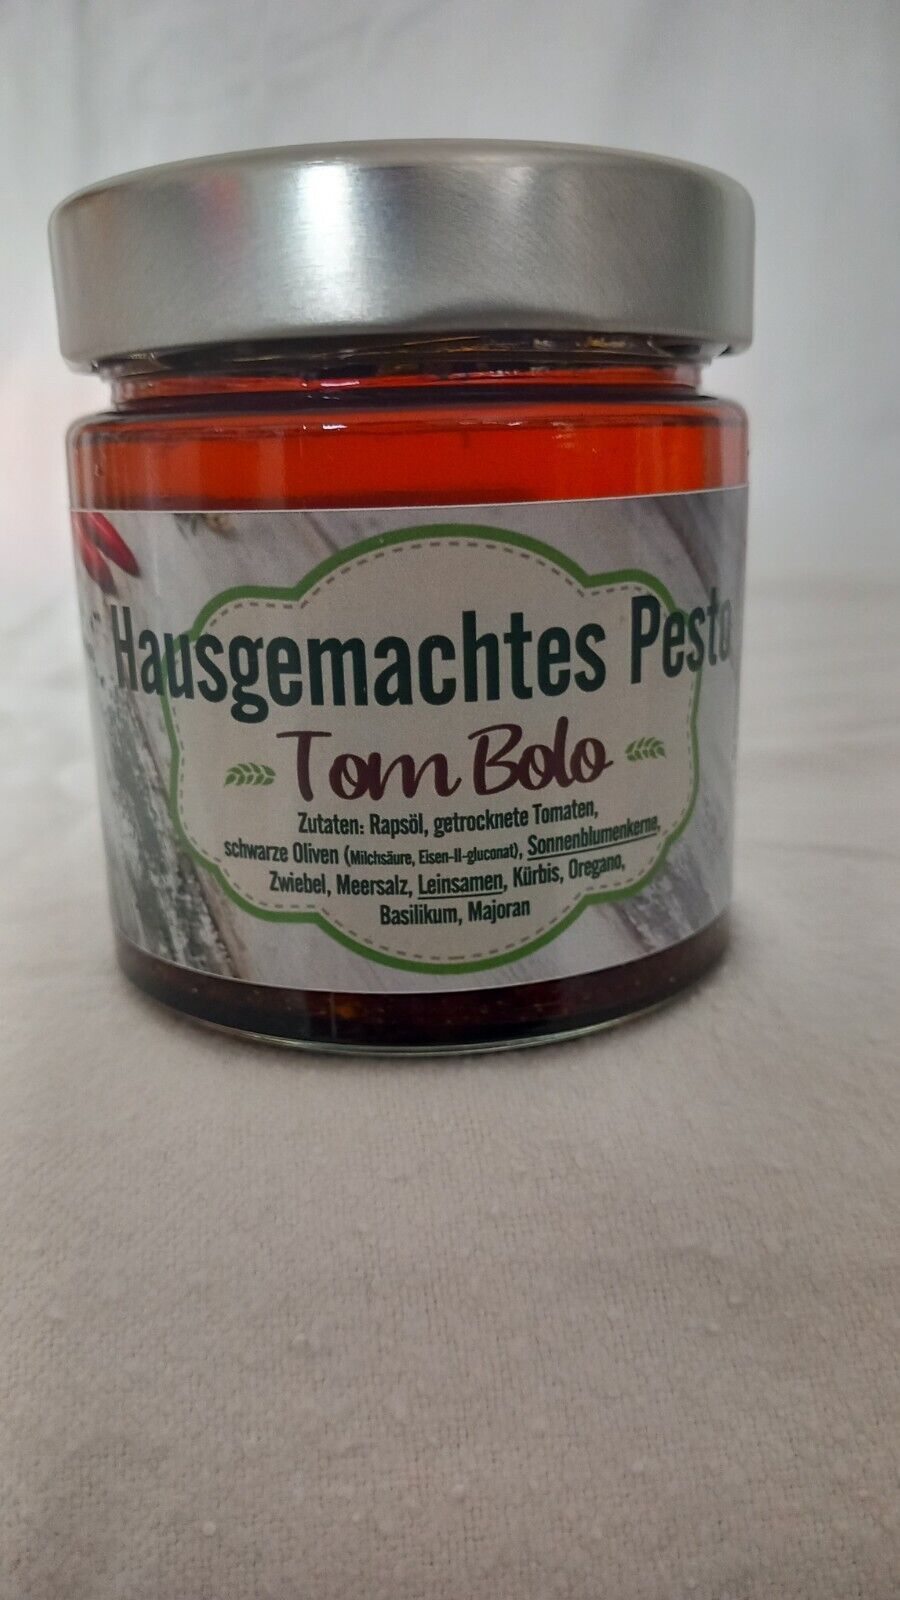 Hausgemachtes Pesto
Tom Bolo
Zutaten: Rapsöl, getrocknete Tomaten,
schwarze Oliven (Milchsäure, Eisen-II-gluconat), Sonnenblumenkerne,
Zwiebel, Meersalz, Leinsamen, Kürbis, Oregano,
Basilikum, Majoran